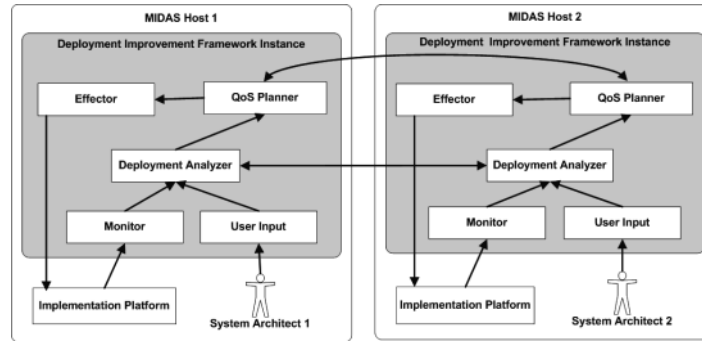 MIDAS Host 1
Deployment Improvement Framework Instance
Effector
QoS Planner
Deployment Analyzer
Monitor
User Input
Implementation Platform
System Architect 1
MIDAS Host 2
Deployment Improvement Framework Instance
Effector
QoS Planner
Deployment Analyzer
Monitor
User Input
Implementation Platform
System Architect 2